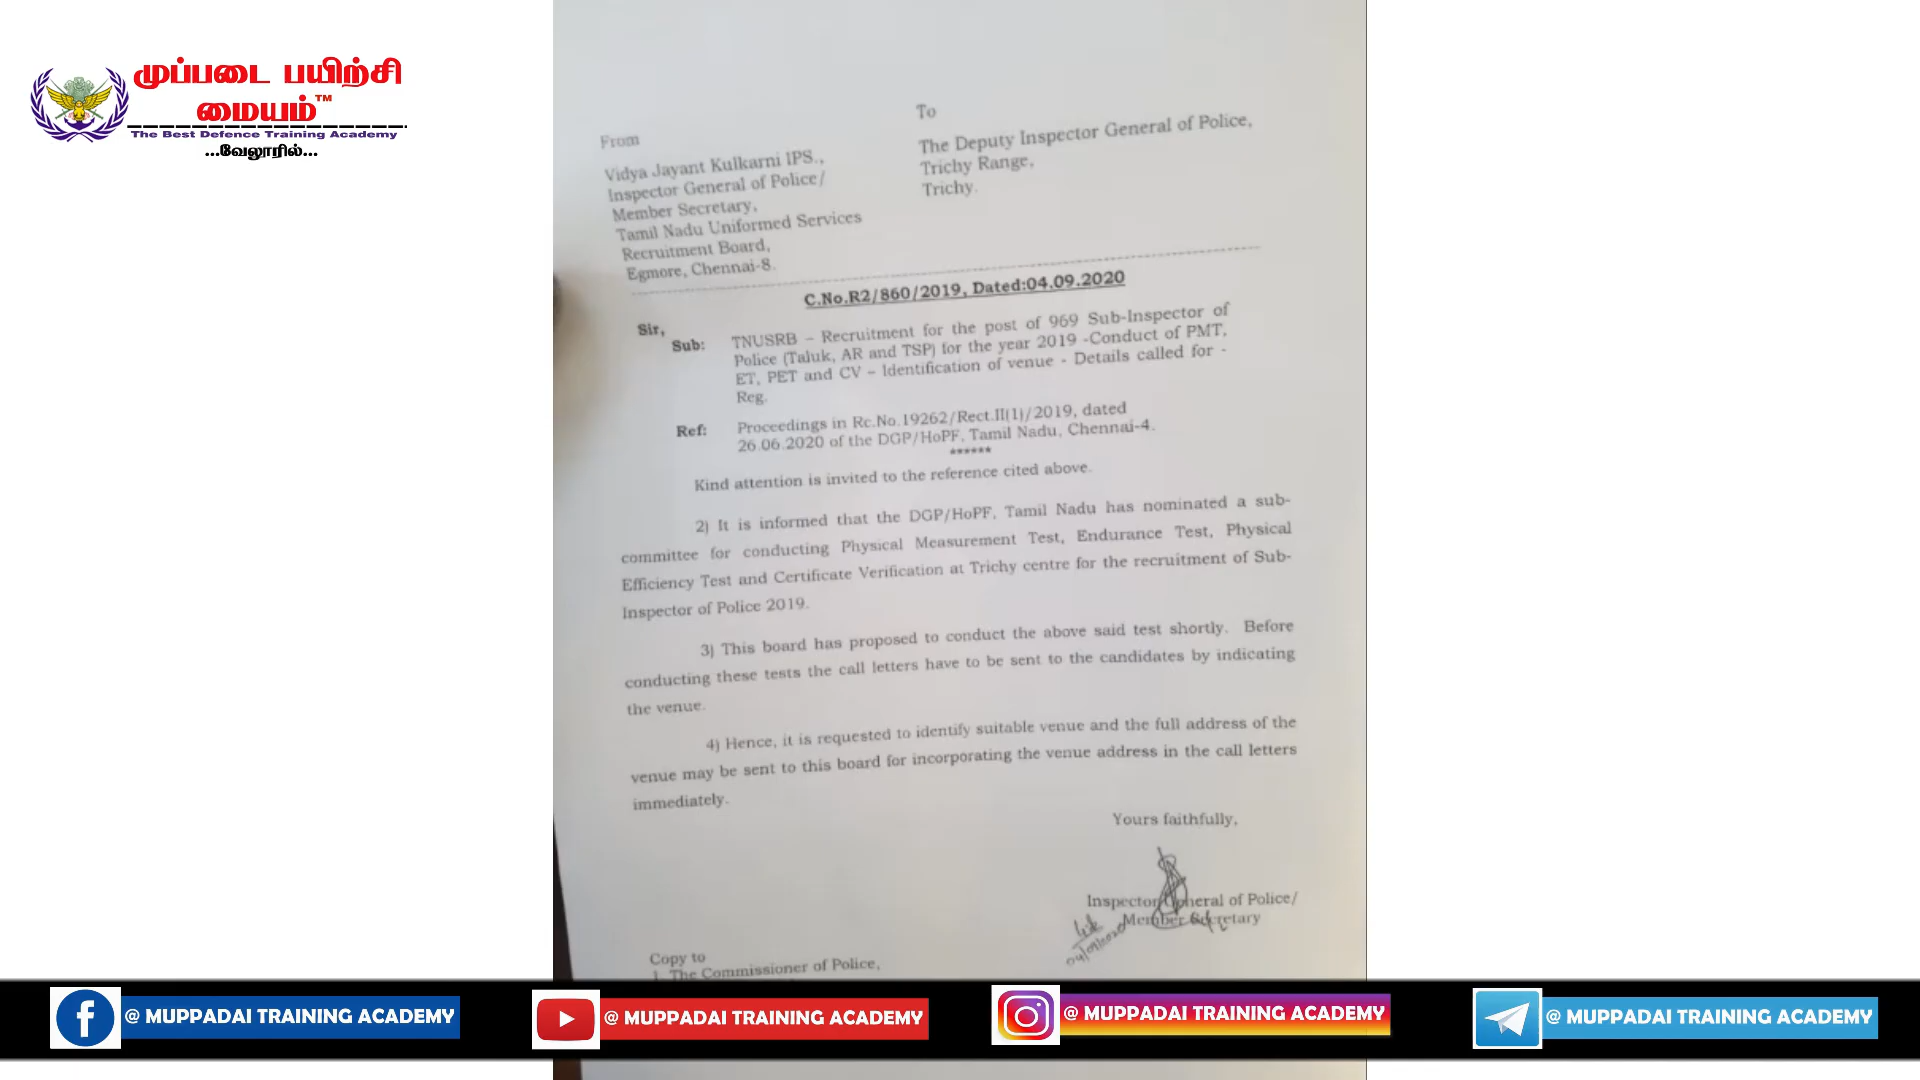 முப்படை பயிற்சி
மையம்™
The Best Defence Training Academy
...வேலூரில்...
From
Vidya Jayant Kulkarni IPS.,
Inspector General of Police/
Member Secretary,
Tamil Nadu Uniformed Services
Recruitment Board,
Egmore, Chennai-8.
To
The Deputy Inspector General of Police,
Trichy Range,
Trichy.
C.No.R2/860/2019, Dated:04.09.2020
Sir,
Sub: TNUSRB – Recruitment for the post of 969 Sub-Inspector of
Police (Taluk, AR and TSP) for the year 2019 -Conduct of PMT,
ET, PET and CV – Identification of venue - Details called for -
Reg.
Ref: Proceedings in Rc.No.19262/Rect.II(1)/2019, dated
26.06.2020 of the DGP/HoPF, Tamil Nadu, Chennai-4.
******
Kind attention is invited to the reference cited above.
2) It is informed that the DGP/HoPF, Tamil Nadu has nominated a sub-
committee for conducting Physical Measurement Test, Endurance Test, Physical
Efficiency Test and Certificate Verification at Trichy centre for the recruitment of Sub-
Inspector of Police 2019.
3) This board has proposed to conduct the above said test shortly. Before
conducting these tests the call letters have to be sent to the candidates by indicating
the venue.
4) Hence, it is requested to identify suitable venue and the full address of the
venue may be sent to this board for incorporating the venue address in the call letters
immediately.
Yours faithfully,
Inspector General of Police/
Member Secretary
04/09/2020
Copy to
1. The Commissioner of Police,
@ MUPPADAI TRAINING ACADEMY
@ MUPPADAI TRAINING ACADEMY
@ MUPPADAI TRAINING ACADEMY
@ MUPPADAI TRAINING ACADEMY